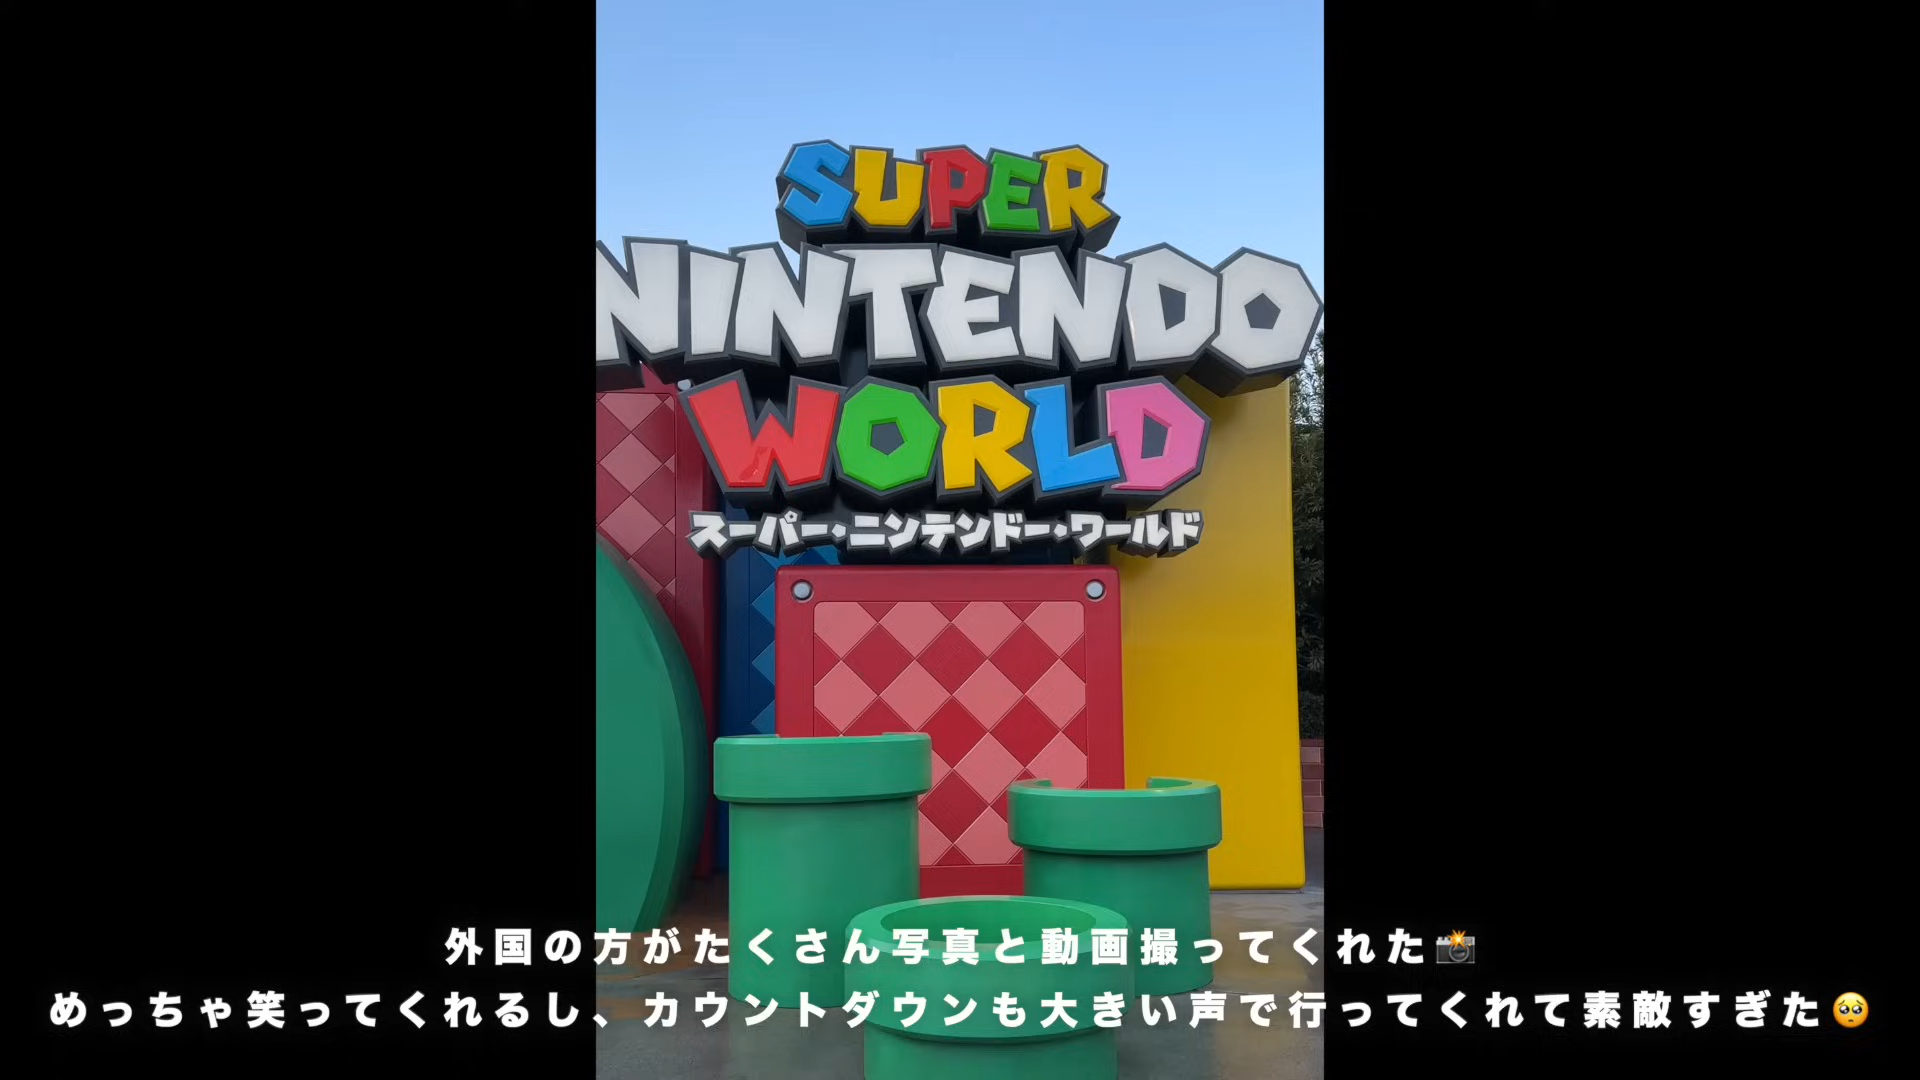 SUPER
NINTENDO
WORLD
スーパー・ニンテンドー・ワールド
外国の方がたくさん写真と動画撮ってくれた📸
めっちゃ笑ってくれるし、カウントダウンも大きい声で行ってくれて素敵すぎた🥺